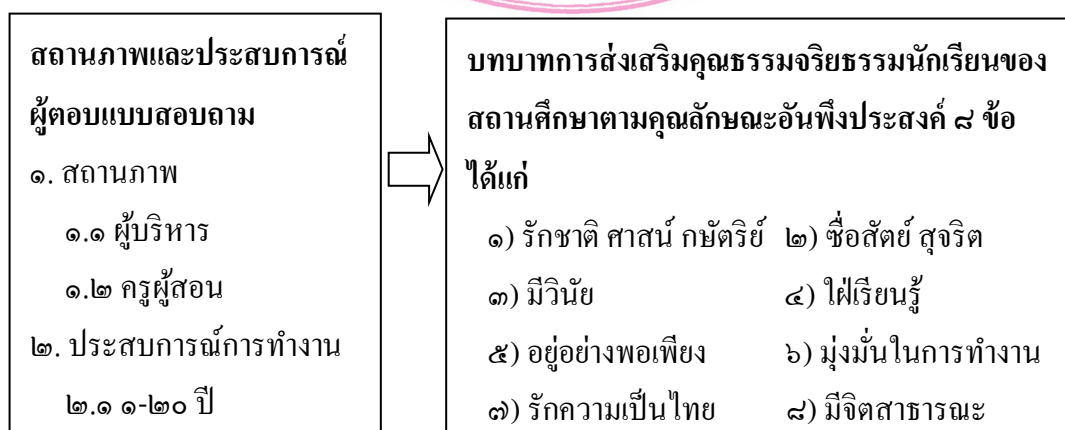 สถานภาพและประสบการณ์
ผู้ตอบแบบสอบถาม
๑. สถานภาพ
๑.๑ ผู้บริหาร
๑.๒ ครูผู้สอน
๒. ประสบการณ์การทำงาน
๒.๑ ๑-๒๐ ปี
บทบาทการส่งเสริมคุณธรรมจริยธรรมนักเรียนของ
สถานศึกษาตามคุณลักษณะอันพึงประสงค์ ๘ ข้อ
ได้แก่
๑) รักชาติ ศาสน์ กษัตริย์ ๒) ซื่อสัตย์ สุจริต
๓) มีวินัย ๔) ใฝ่เรียนรู้
๕) อยู่อย่างพอเพียง ๖) มุ่งมั่นในการทำงาน
๗) รักความเป็นไทย ๘) มีจิตสาธารณะ